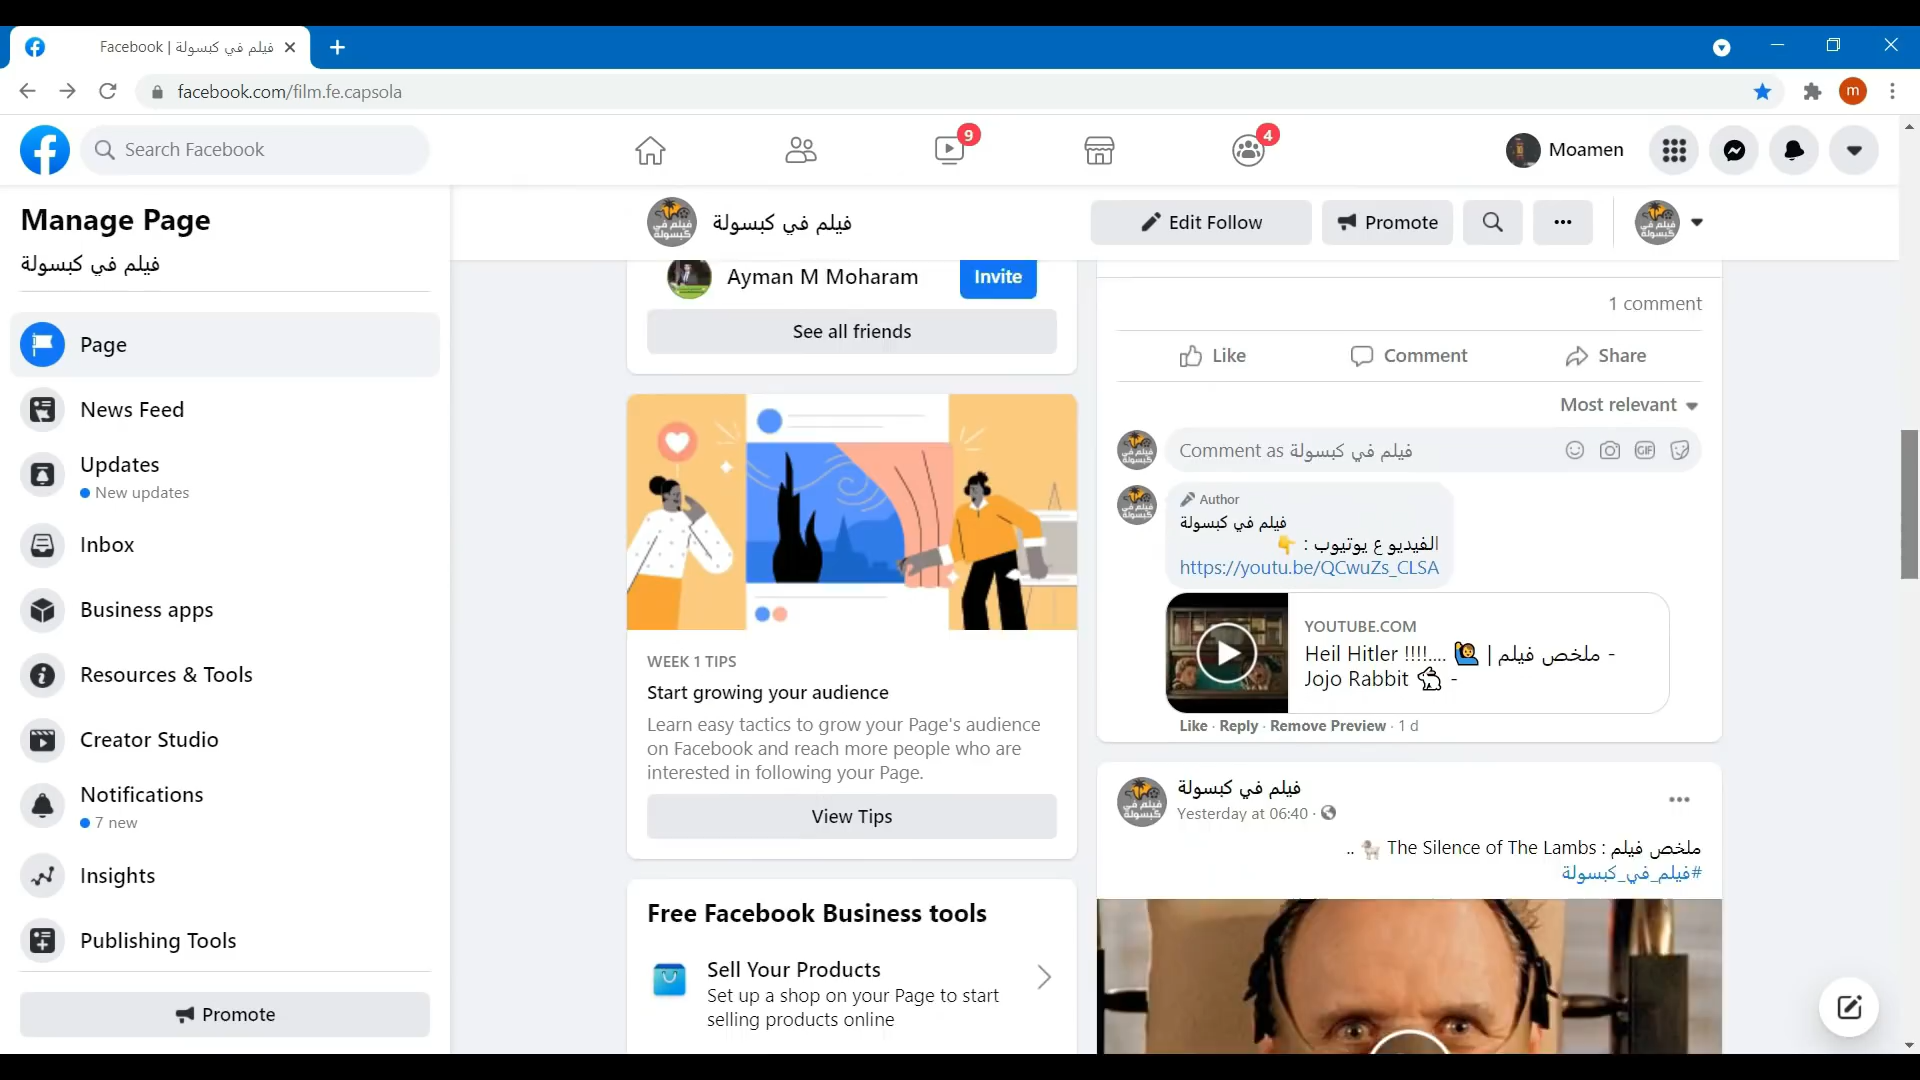 Facebook | فيلم في كبسولة
facebook.com/film.fe.capsola
m
Search Facebook
9
4
Moamen
Manage Page
فيلم في كبسولة
Page
News Feed
Updates
New updates
Inbox
Business apps
Resources & Tools
Creator Studio
Notifications
7 new
Insights
Publishing Tools
Promote
فيلم في كبسولة
Edit Follow
Promote
Ayman M Moharam
Invite
See all friends
WEEK 1 TIPS
Start growing your audience
Learn easy tactics to grow your Page's audience
on Facebook and reach more people who are
interested in following your Page.
View Tips
Free Facebook Business tools
Sell Your Products
Set up a shop on your Page to start
selling products online
1 comment
Like
Comment
Share
Most relevant
Comment as فيلم في كبسولة
GIF
Author
فيلم في كبسولة
الفيديو ع يوتيوب : 👇
https://youtu.be/QCwuZs_CLSA
YOUTUBE.COM
Heil Hitler !!!!.... 🙋 | ملخص فيلم -
Jojo Rabbit 🐇 -
Like · Reply · Remove Preview · 1 d
فيلم في كبسولة
Yesterday at 06:40 ·
ملخص فيلم : The Silence of The Lambs 🐑 ..
#فيلم_في_كبسولة